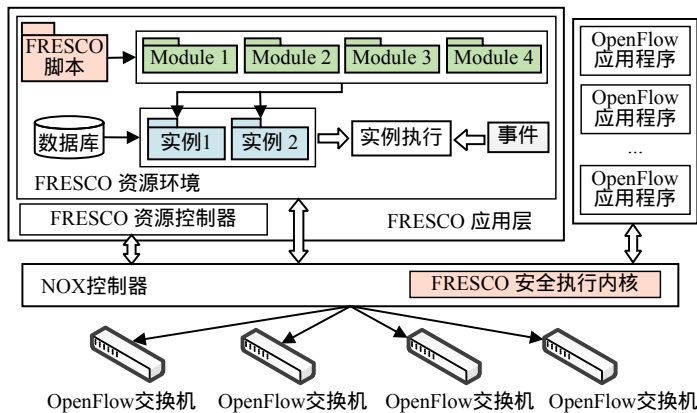 FRESCO
脚本
Module 1
Module 2
Module 3
Module 4
数据库
实例1
实例 2
实例执行
事件
FRESCO 资源环境
FRESCO 资源控制器
FRESCO 应用层
OpenFlow
应用程序
OpenFlow
应用程序
...
OpenFlow
应用程序
NOX控制器
FRESCO 安全执行内核
OpenFlow交换机
OpenFlow交换机
OpenFlow交换机
OpenFlow交换机